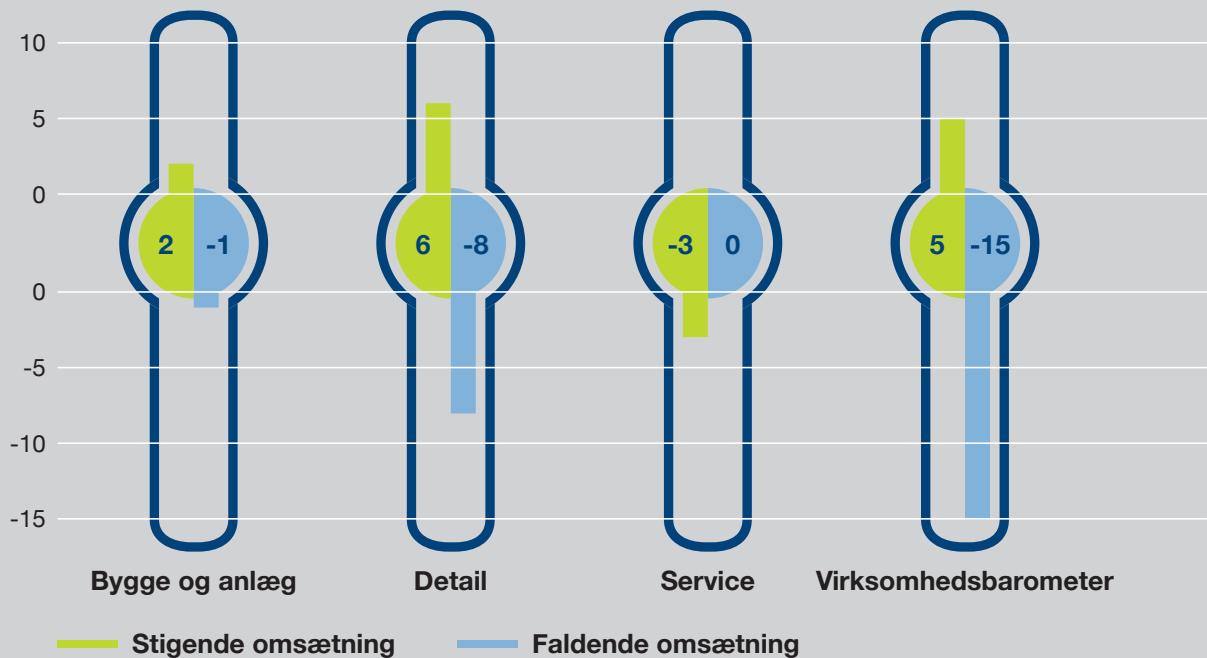 10
5
0
2 -1 6 -8 -3 0 5 -15
0
-5
-10
-15
Bygge og anlæg Detail Service Virksomhedsbarometer
Stigende omsætning Faldende omsætning